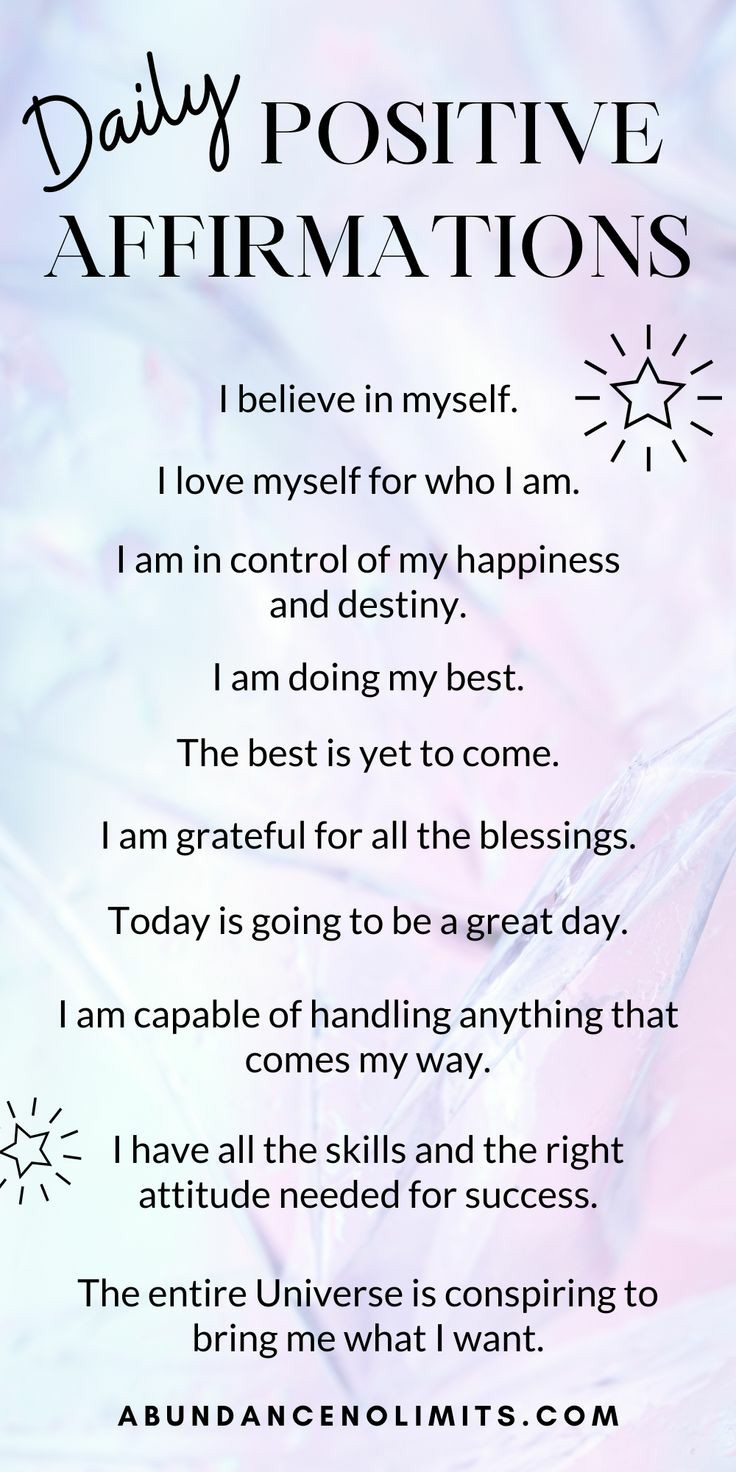 Daily POSITIVE
AFFIRMATIONS
I believe in myself.
I love myself for who I am.
I am in control of my happiness
and destiny.
I am doing my best.
The best is yet to come.
I am grateful for all the blessings.
Today is going to be a great day.
I am capable of handling anything that
comes my way.
I have all the skills and the right
attitude needed for success.
The entire Universe is conspiring to
bring me what I want.
ABUNDANCENOLIMITS.COM